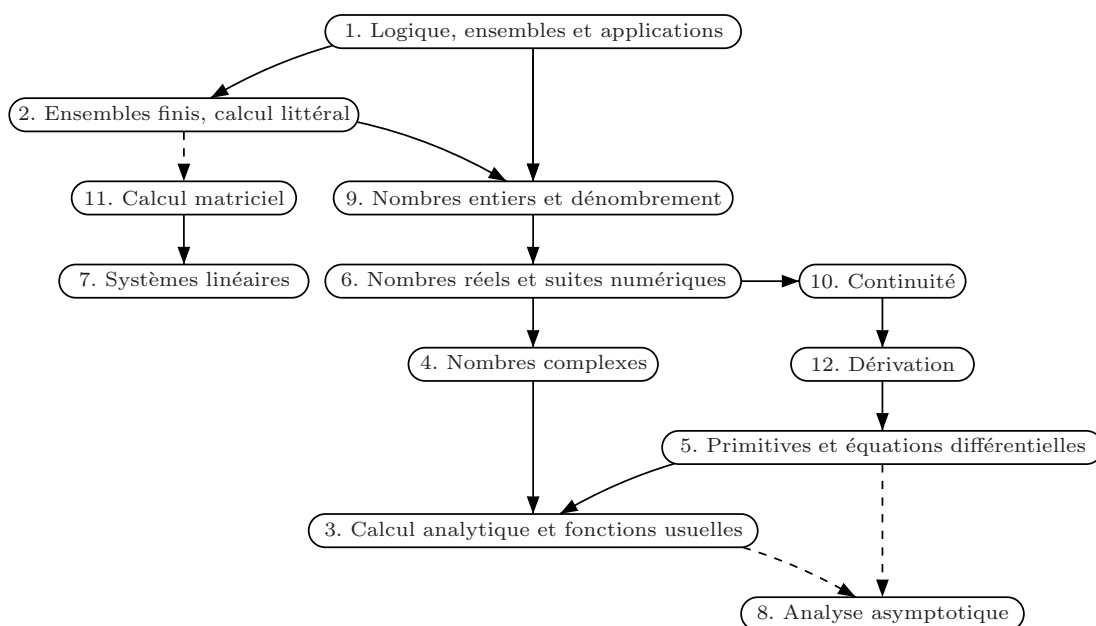 1. Logique, ensembles et applications
2. Ensembles finis, calcul littéral
11. Calcul matriciel
9. Nombres entiers et dénombrement
7. Systèmes linéaires
6. Nombres réels et suites numériques
10. Continuité
4. Nombres complexes
12. Dérivation
5. Primitives et équations différentielles
3. Calcul analytique et fonctions usuelles
8. Analyse asymptotique